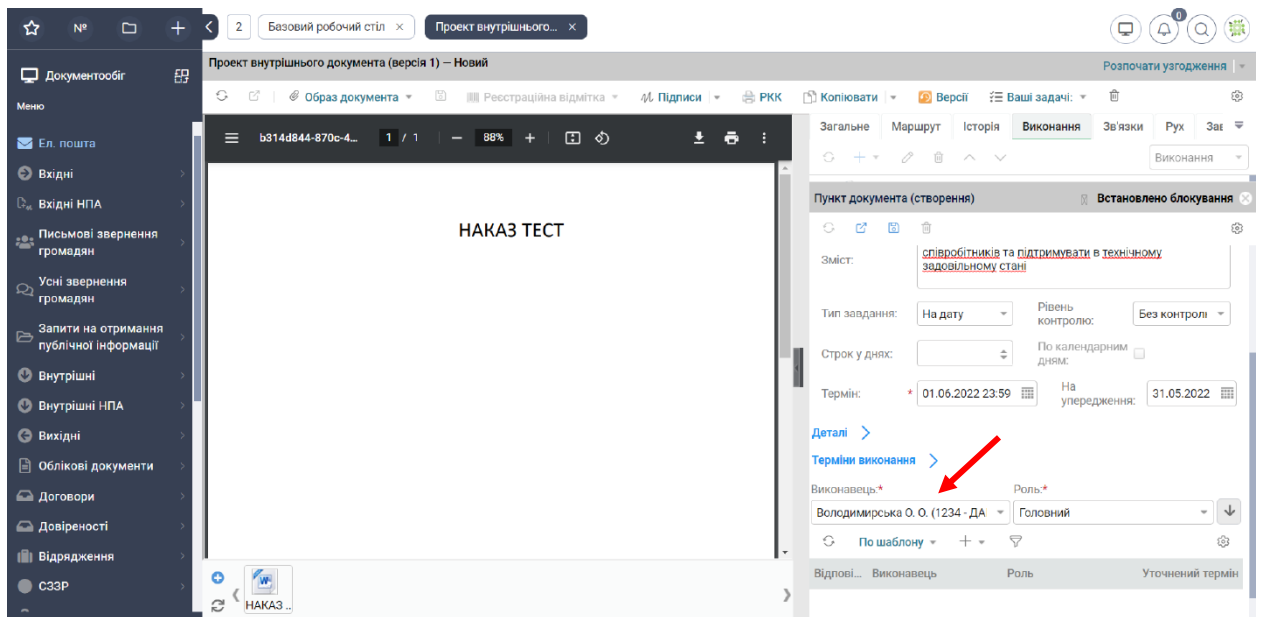 Nº
2
Базовий робочий стіл ×
Проект внутрішнього... ×
0
Документообіг
Меню
Ел. пошта
Вхідні
Вхідні НПА
Письмові звернення
громадян
Усні звернення
громадян
Запити на отримання
публічної інформації
Внутрішні
Внутрішні НПА
Вихідні
Облікові документи
Договори
Довіреності
Відрядження
СЗЗР
Проект внутрішнього документа (версія 1) — Новий
Розпочати узгодження
Образ документа
Реєстраційна відмітка
Підписи
РКК
Копіювати
Версії
Ваші задачі:
b314d844-870c-4...
1 / 1
88%
НАКАЗ ТЕСТ
НАКАЗ ..
Загальне Маршрут Історія Виконання Зв'язки Рух Заг
Виконання
Пункт документа (створення)
Встановлено блокування
Зміст:
співробітників та підтримувати в технічному
задовільному стані
Тип завдання: На дату
Рівень
контролю:
Без контрол
Строк у днях:
По календарним
дням:
Термін: * 01.06.2022 23:59
На
упередження:
31.05.2022
Деталі
Терміни виконання
Виконавець:* Роль:*
Володимирська О. О. (1234 - ДА Головний
По шаблону
Відпові... Виконавець Роль Уточнений термін